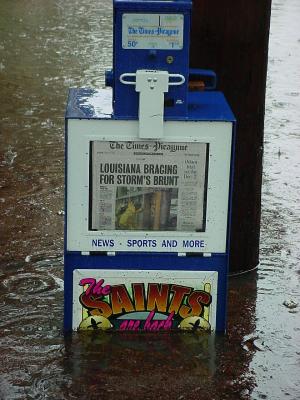 The Times-Picayune
50¢
$1
The Times-Picayune
LOUISIANA BRACING
FOR STORM'S BRUNT
NEWS · SPORTS AND MORE
The
SAINTS
are back